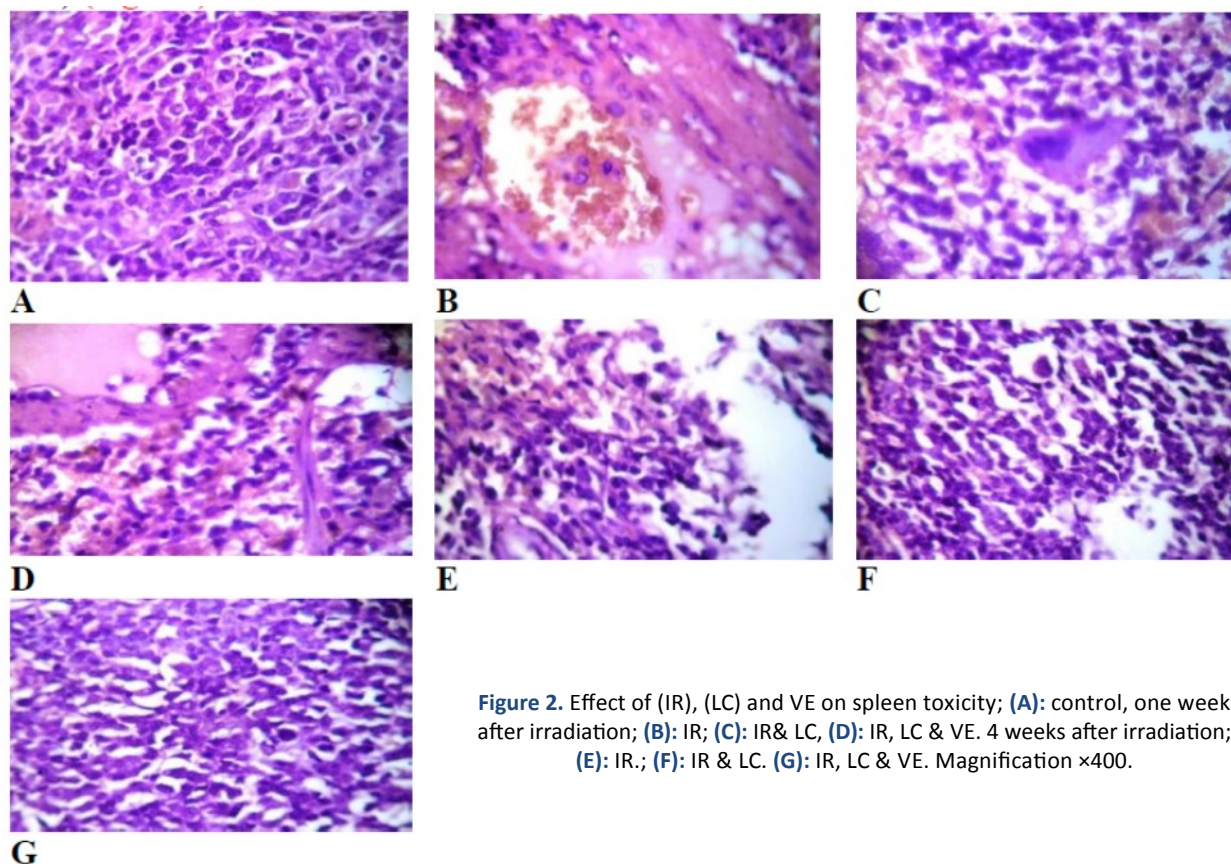 A
B
C
D
E
F
G
Figure 2. Effect of (IR), (LC) and VE on spleen toxicity; (A): control, one week
after irradiation; (B): IR; (C): IR& LC, (D): IR, LC & VE. 4 weeks after irradiation;
(E): IR.; (F): IR & LC. (G): IR, LC & VE. Magnification ×400.